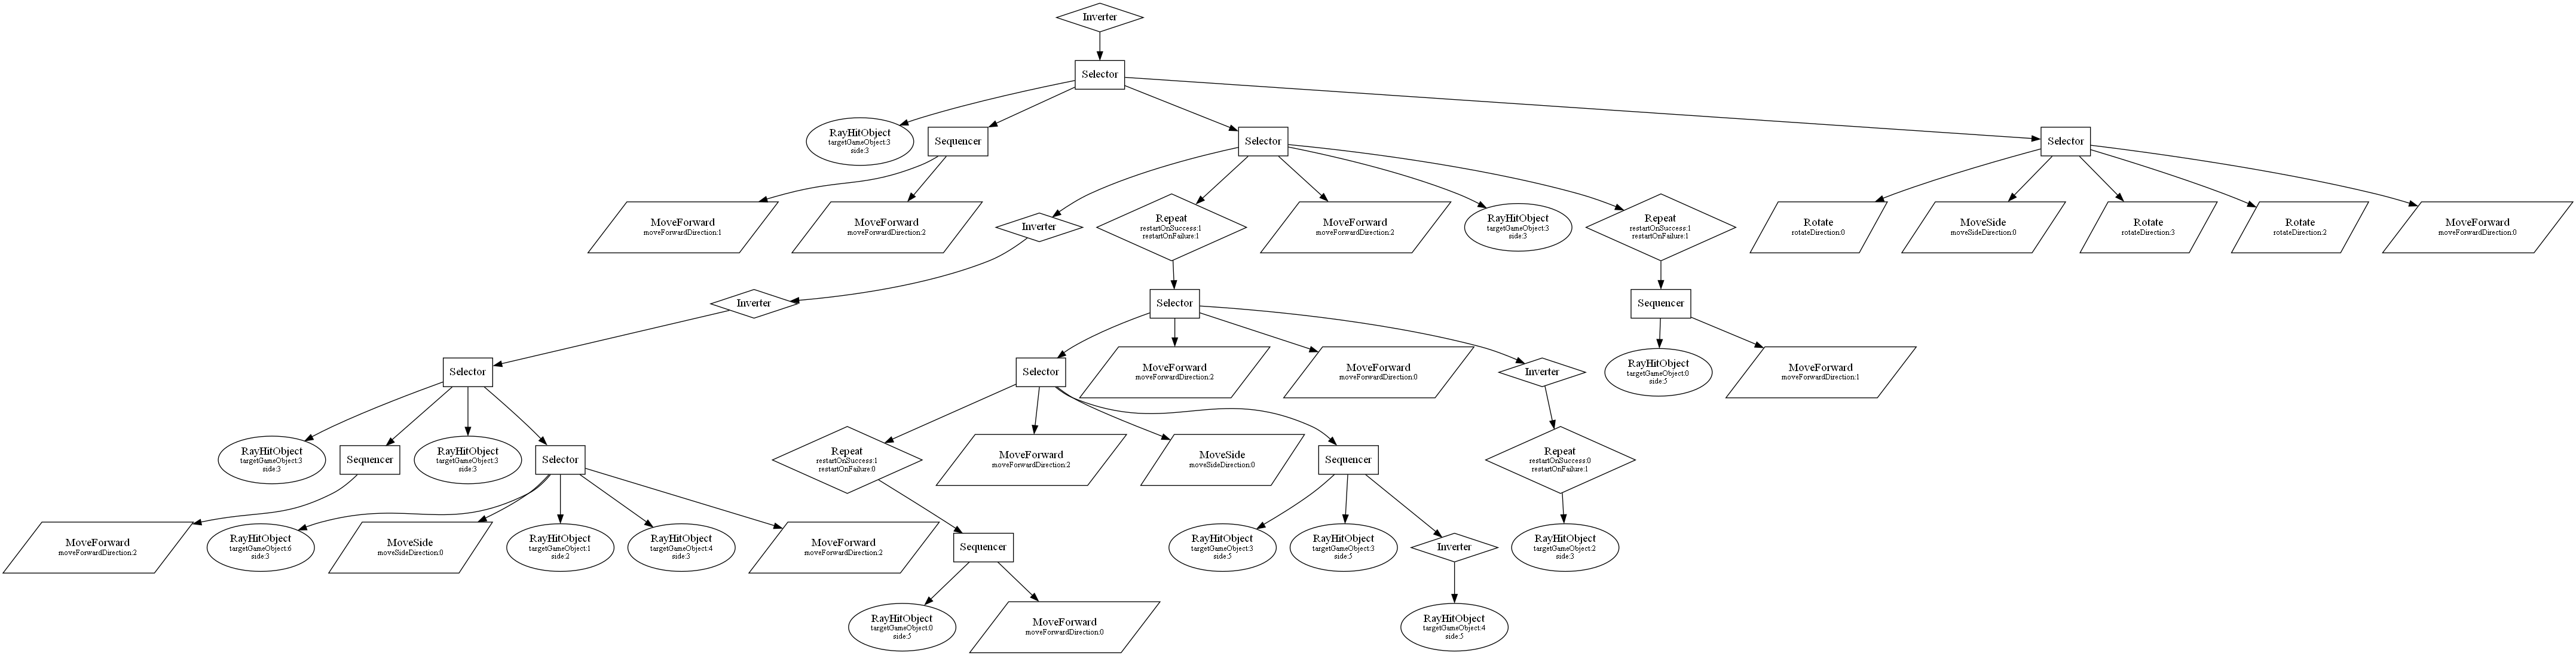 Inverter
Selector
RayHitObject
targetGameObject:3
side:3
Sequencer
Selector
Selector
MoveForward
moveForwardDirection:1
MoveForward
moveForwardDirection:2
Inverter
Repeat
restartOnSuccess:1
restartOnFailure:1
MoveForward
moveForwardDirection:2
RayHitObject
targetGameObject:3
side:3
Repeat
restartOnSuccess:1
restartOnFailure:1
Rotate
rotateDirection:0
MoveSide
moveSideDirection:0
Rotate
rotateDirection:3
Rotate
rotateDirection:2
MoveForward
moveForwardDirection:0
Inverter
Selector
Sequencer
Selector
Selector
MoveForward
moveForwardDirection:2
MoveForward
moveForwardDirection:0
Inverter
RayHitObject
targetGameObject:0
side:5
MoveForward
moveForwardDirection:1
RayHitObject
targetGameObject:3
side:3
Sequencer
RayHitObject
targetGameObject:3
side:3
Selector
Repeat
restartOnSuccess:1
restartOnFailure:0
MoveForward
moveForwardDirection:2
MoveSide
moveSideDirection:0
Sequencer
Repeat
restartOnSuccess:0
restartOnFailure:1
MoveForward
moveForwardDirection:2
RayHitObject
targetGameObject:6
side:3
MoveSide
moveSideDirection:0
RayHitObject
targetGameObject:1
side:2
RayHitObject
targetGameObject:4
side:3
MoveForward
moveForwardDirection:2
Sequencer
RayHitObject
targetGameObject:3
side:5
RayHitObject
targetGameObject:3
side:5
Inverter
RayHitObject
targetGameObject:2
side:3
RayHitObject
targetGameObject:0
side:5
MoveForward
moveForwardDirection:0
RayHitObject
targetGameObject:4
side:5